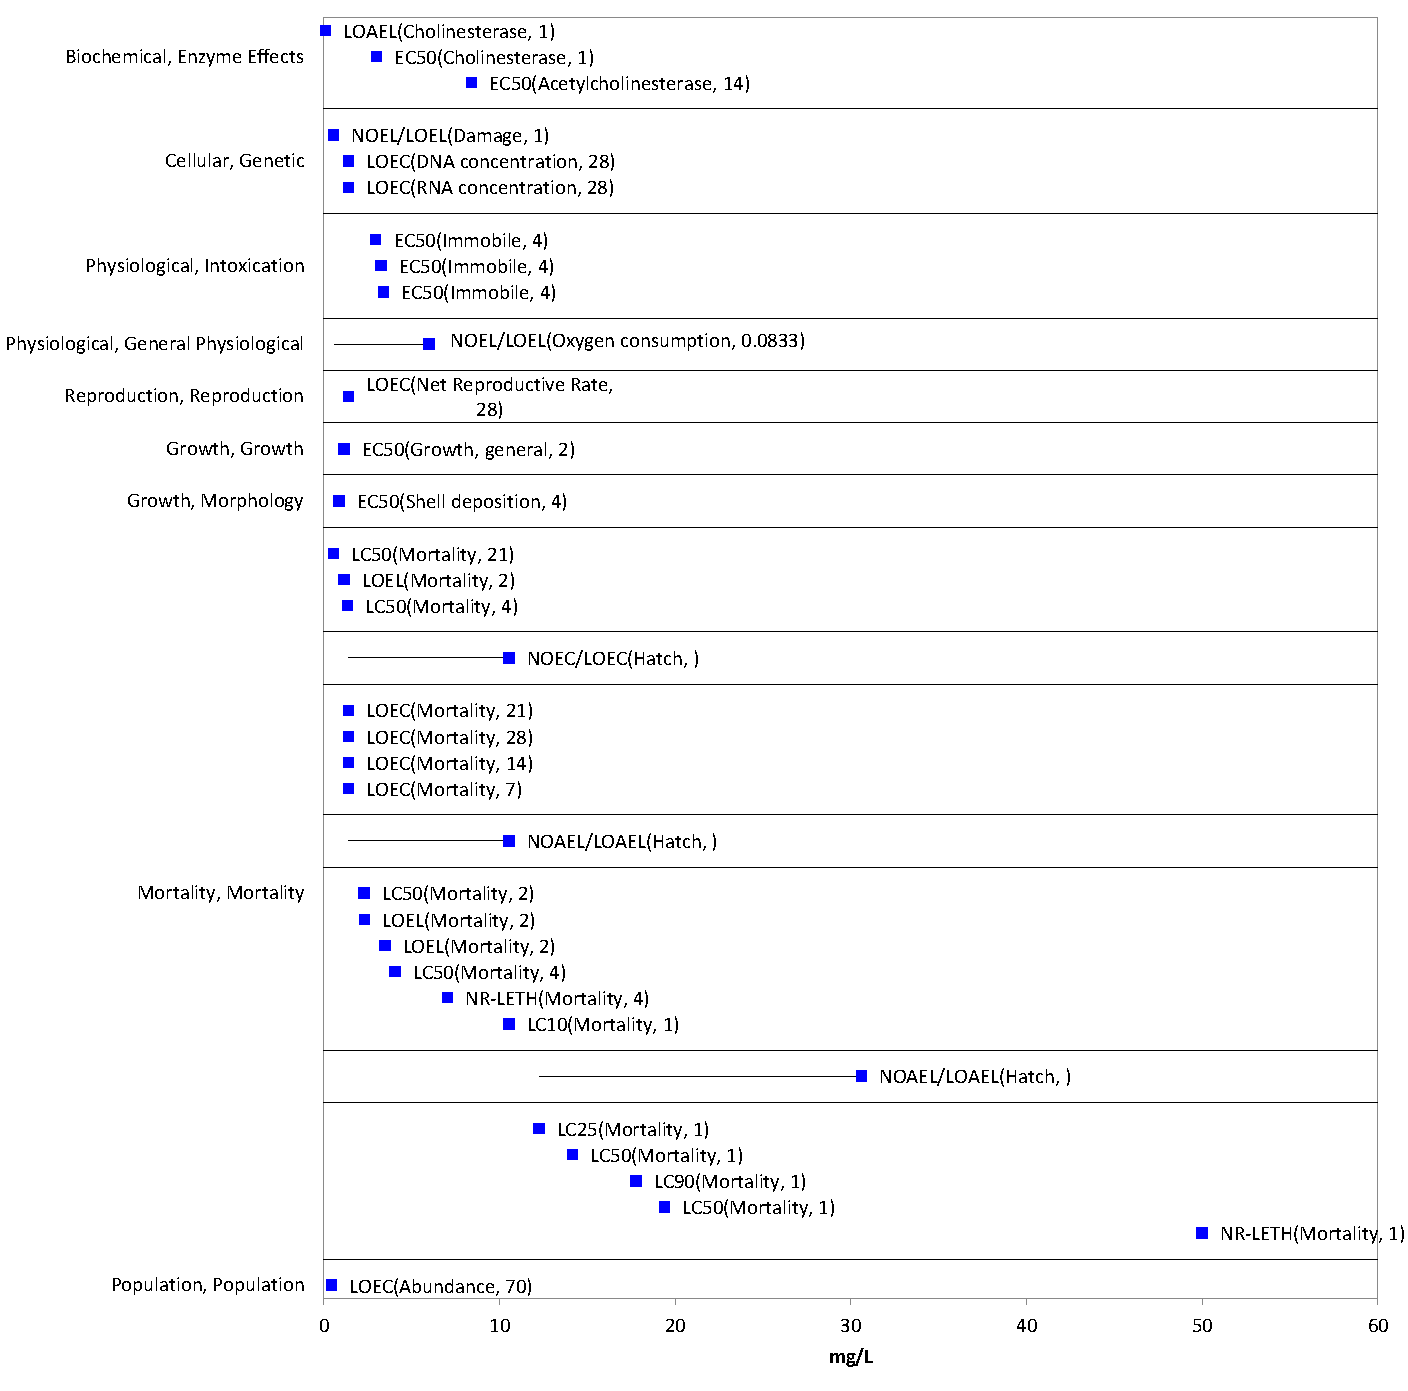 LOAEL(Cholinesterase, 1)
Biochemical, Enzyme Effects
EC50(Cholinesterase, 1)
EC50(Acetylcholinesterase, 14)
NOEL/LOEL(Damage, 1)
Cellular, Genetic
LOEC(DNA concentration, 28)
LOEC(RNA concentration, 28)
EC50(Immobile, 4)
Physiological, Intoxication
EC50(Immobile, 4)
EC50(Immobile, 4)
Physiological, General Physiological
NOEL/LOEL(Oxygen consumption, 0.0833)
Reproduction, Reproduction
LOEC(Net Reproductive Rate,
28)
Growth, Growth
EC50(Growth, general, 2)
Growth, Morphology
EC50(Shell deposition, 4)
LC50(Mortality, 21)
LOEL(Mortality, 2)
LC50(Mortality, 4)
NOEC/LOEC(Hatch, )
LOEC(Mortality, 21)
LOEC(Mortality, 28)
LOEC(Mortality, 14)
LOEC(Mortality, 7)
NOAEL/LOAEL(Hatch, )
Mortality, Mortality
LC50(Mortality, 2)
LOEL(Mortality, 2)
LOEL(Mortality, 2)
LC50(Mortality, 4)
NR-LETH(Mortality, 4)
LC10(Mortality, 1)
NOAEL/LOAEL(Hatch, )
LC25(Mortality, 1)
LC50(Mortality, 1)
LC90(Mortality, 1)
LC50(Mortality, 1)
NR-LETH(Mortality, 1)
Population, Population
LOEC(Abundance, 70)
0 10 20 30 40 50 60
mg/L